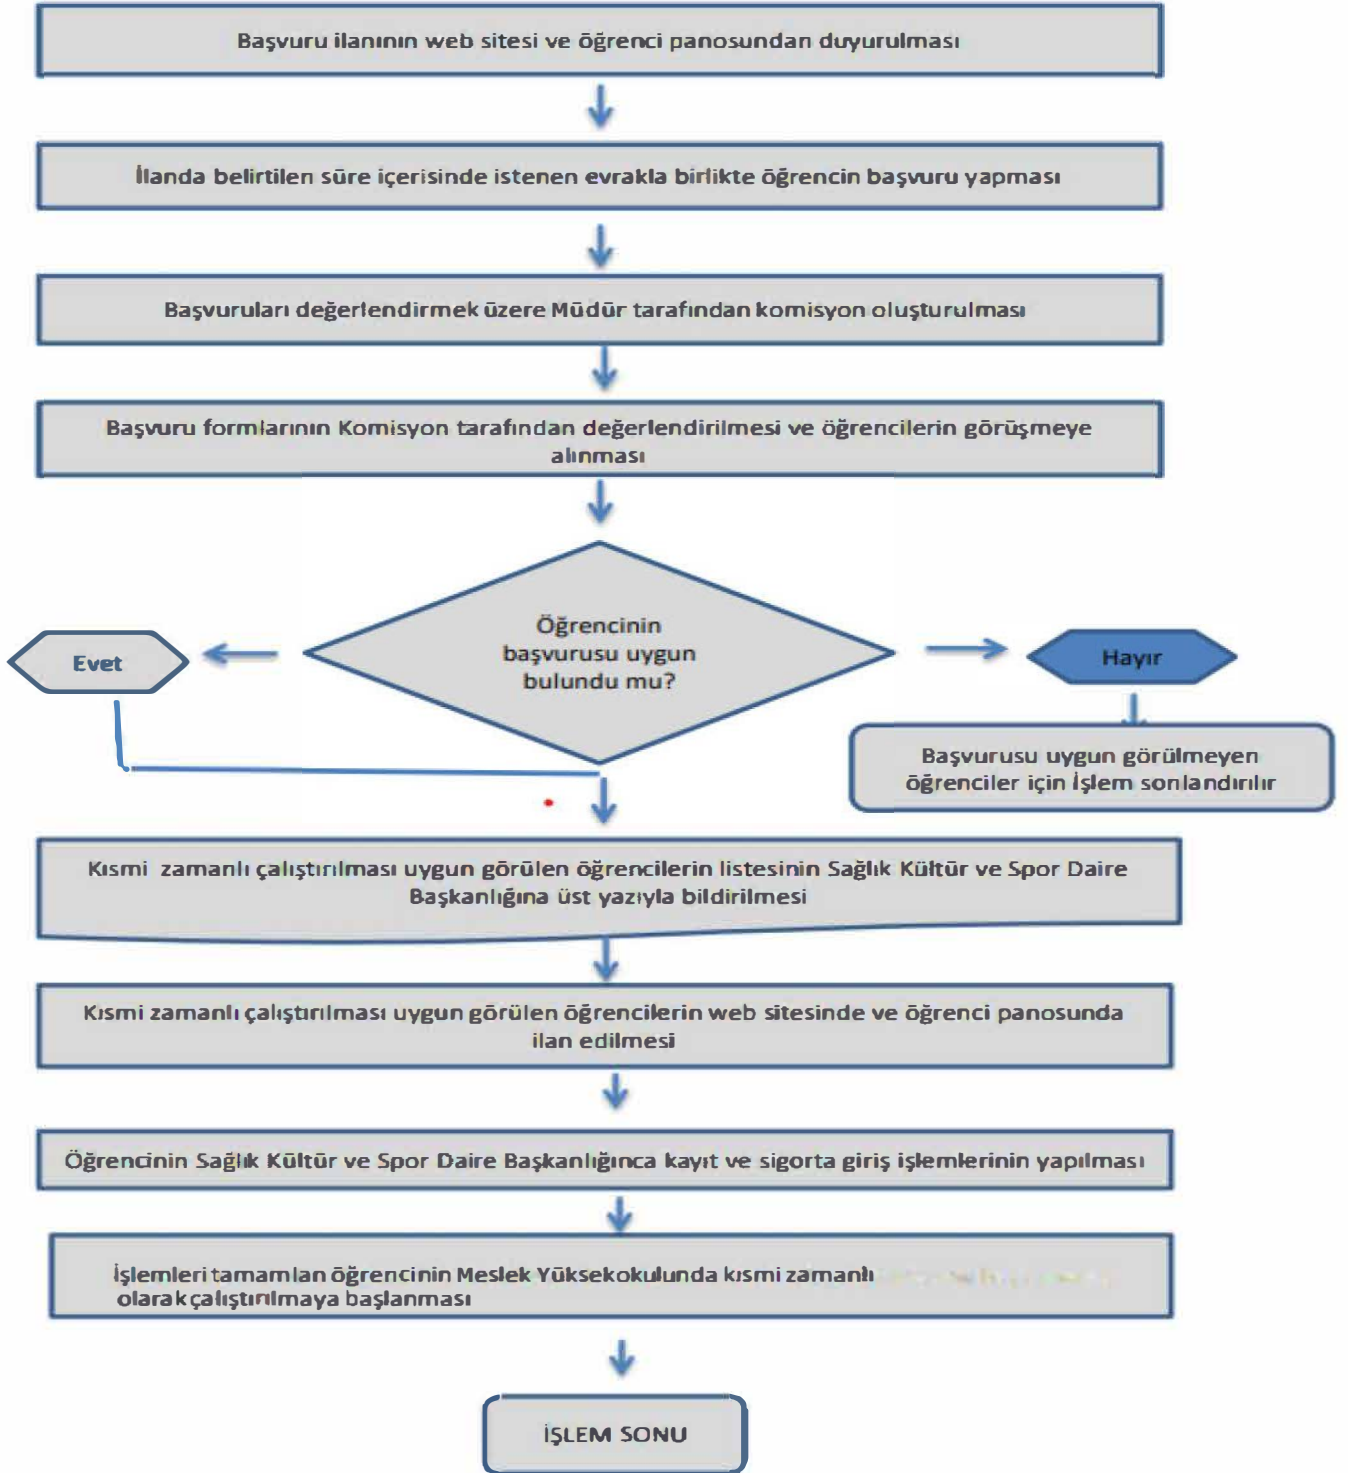 Başvuru ilanının web sitesi ve öğrenci panosundan duyurulması
İlanda belirtilen süre içerisinde istenen evrakla birlikte öğrencin başvuru yapması
Başvuruları değerlendirmek üzere Müdür tarafından komisyon oluşturulması
Başvuru formlarının Komisyon tarafından değerlendirilmesi ve öğrencilerin görüşmeye
alınması
Öğrencinin
başvurusu uygun
bulundu mu?
Evet
Hayır
Başvurusu uygun görülmeyen
öğrenciler için İşlem sonlandırılır
Kısmi zamanlı çalıştırılması uygun görülen öğrencilerin listesinin Sağlık Kültür ve Spor Daire
Başkanlığına üst yazıyla bildirilmesi
Kısmi zamanlı çalıştırılması uygun görülen öğrencilerin web sitesinde ve öğrenci panosunda
ilan edilmesi
Öğrencinin Sağlık Kültür ve Spor Daire Başkanlığınca kayıt ve sigorta giriş işlemlerinin yapılması
İşlemleri tamamlan öğrencinin Meslek Yüksekokulunda kısmi zamanlı
olarak çalıştırılmaya başlanması
İŞLEM SONU